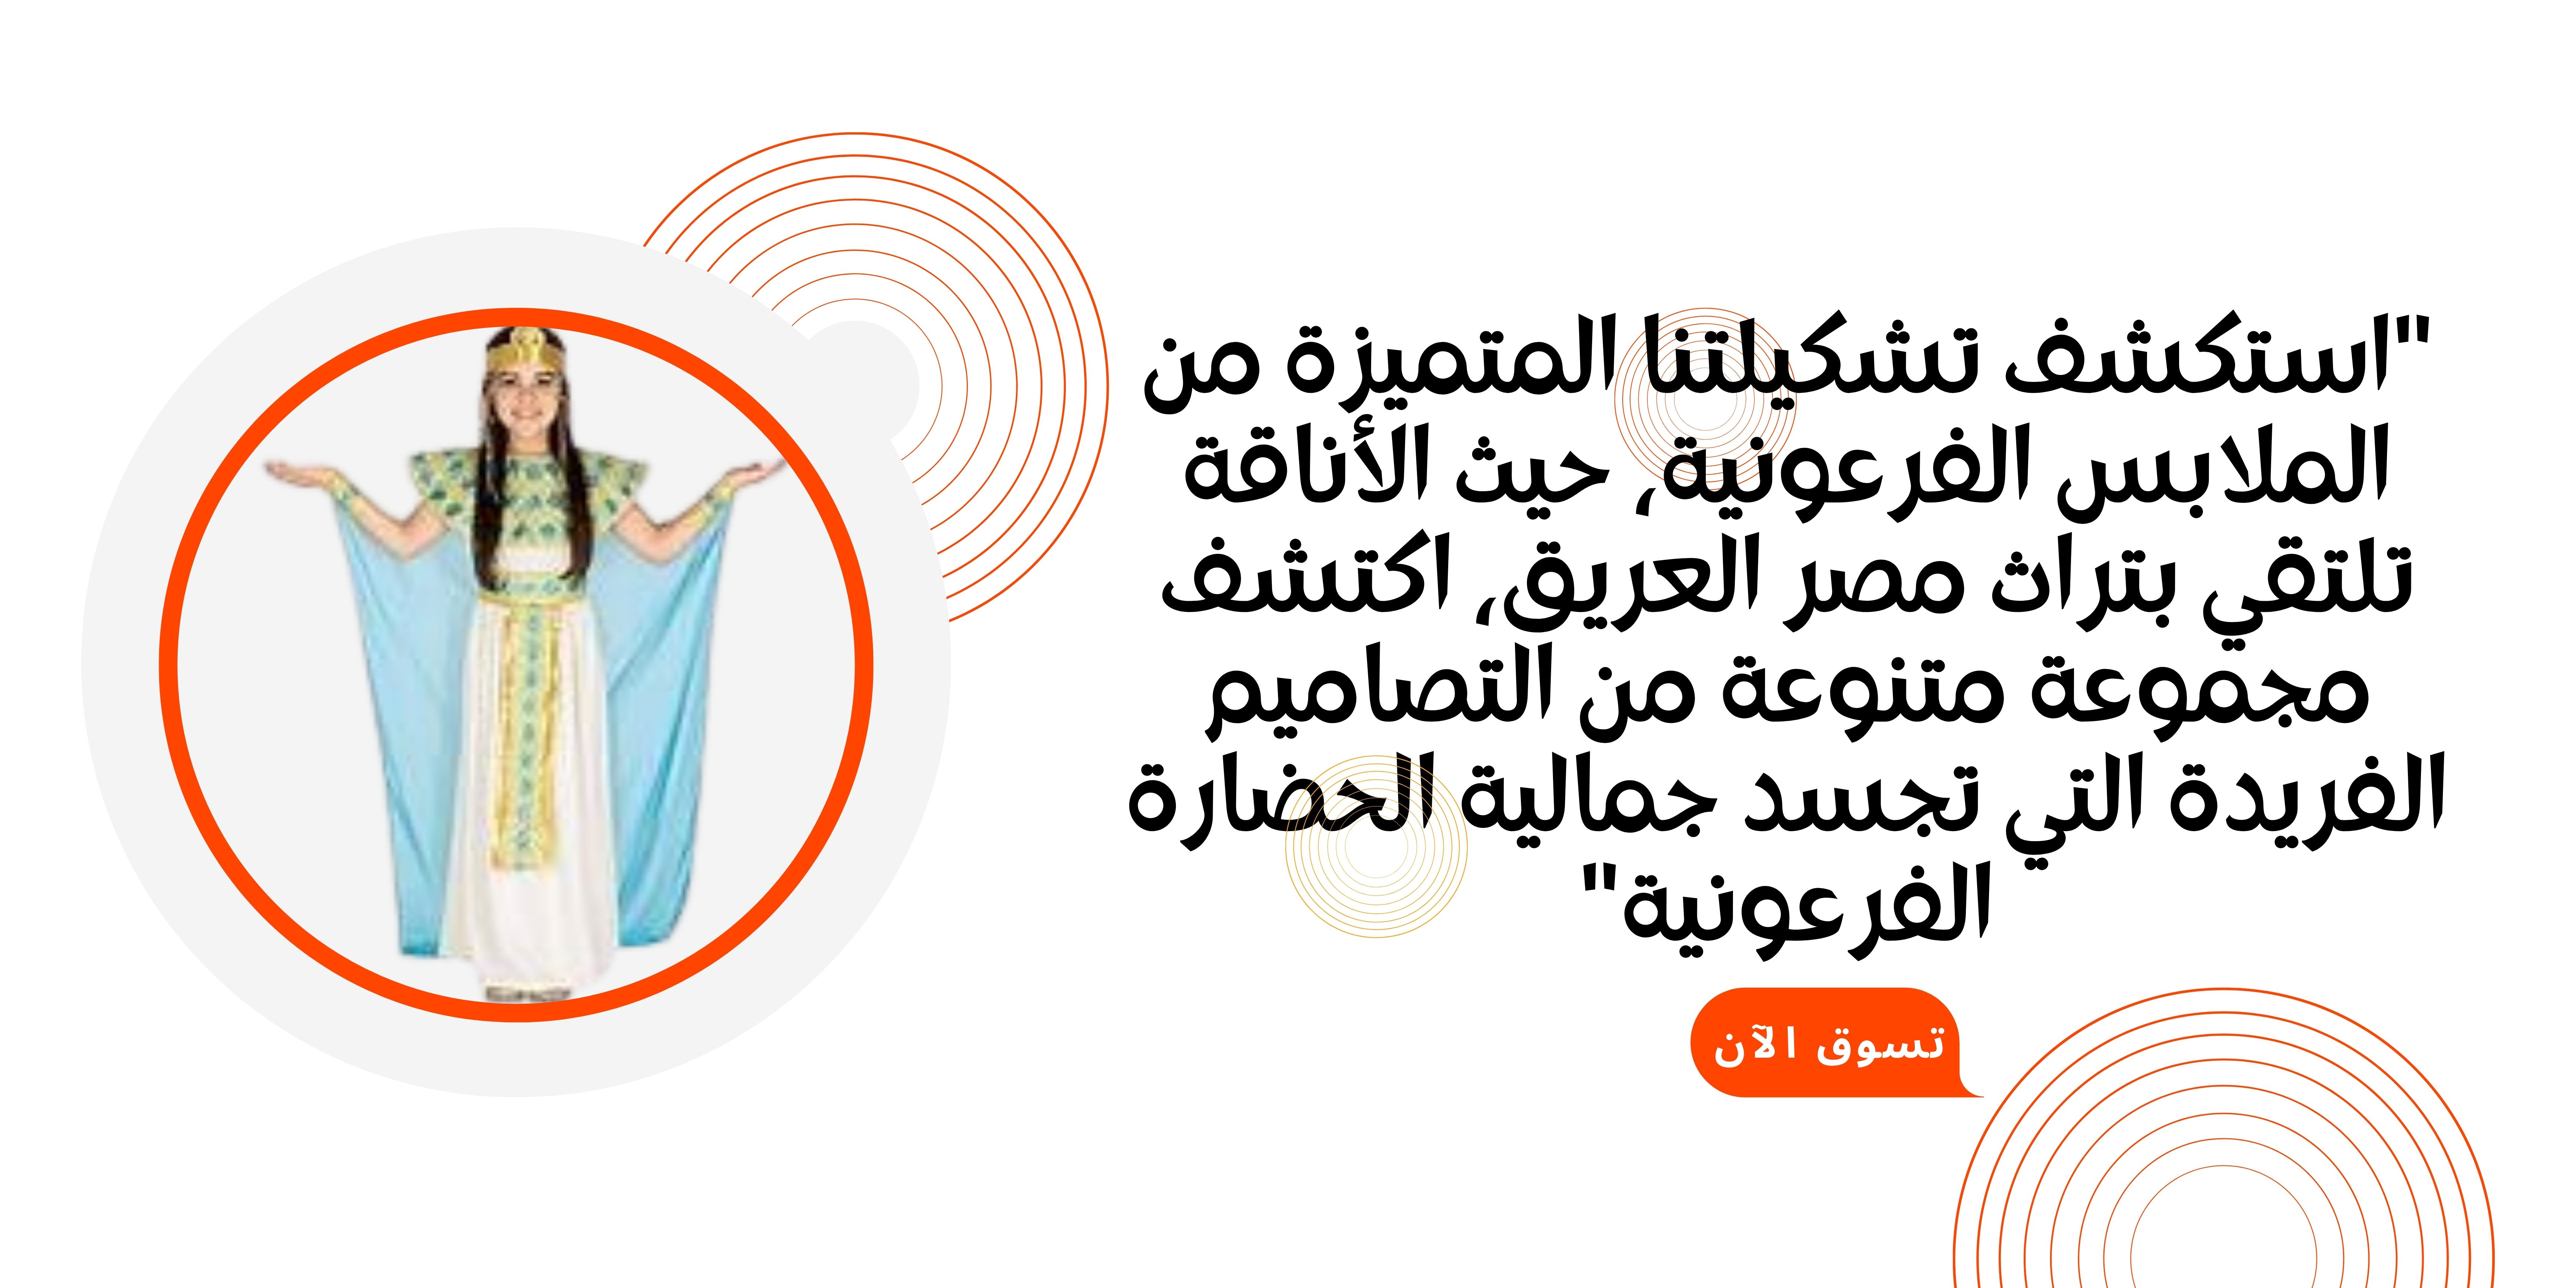 "استكشف تشكيلتنا المتميزة من
الملابس الفرعونية، حيث الأناقة
تلتقي بتراث مصر العريق، اكتشف
مجموعة متنوعة من التصاميم
الفريدة التي تجسد جمالية الحضارة
الفرعونية"
تسوق الآن